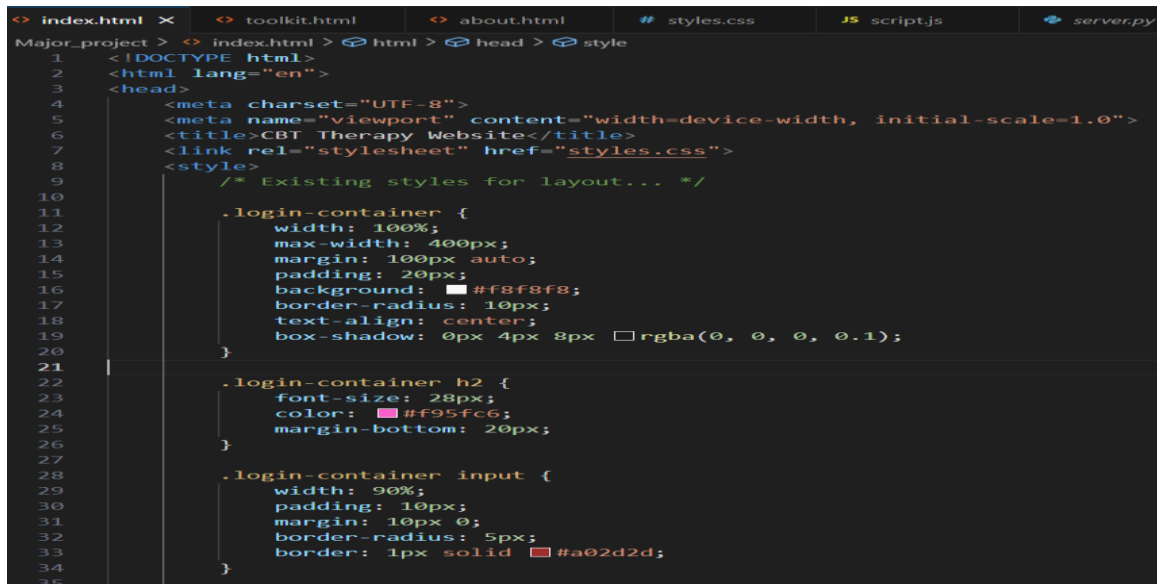 index.html × toolkit.html about.html # styles.css JS script.js server.py
Major_project > index.html > html > head > style
1 <!DOCTYPE html>
2 <html lang="en">
3 <head>
4 <meta charset="UTF-8">
5 <meta name="viewport" content="width=device-width, initial-scale=1.0">
6 <title>CBT Therapy Website</title>
7 <link rel="stylesheet" href="styles.css">
8 <style>
9 /* Existing styles for layout... */
10
11 .login-container {
12 width: 100%;
13 max-width: 400px;
14 margin: 100px auto;
15 padding: 20px;
16 background: #f8f8f8;
17 border-radius: 10px;
18 text-align: center;
19 box-shadow: 0px 4px 8px rgba(0, 0, 0, 0.1);
20 }
21
22 .login-container h2 {
23 font-size: 28px;
24 color: #f95fc6;
25 margin-bottom: 20px;
26 }
27
28 .login-container input {
29 width: 90%;
30 padding: 10px;
31 margin: 10px 0;
32 border-radius: 5px;
33 border: 1px solid #a02d2d;
34 }
35